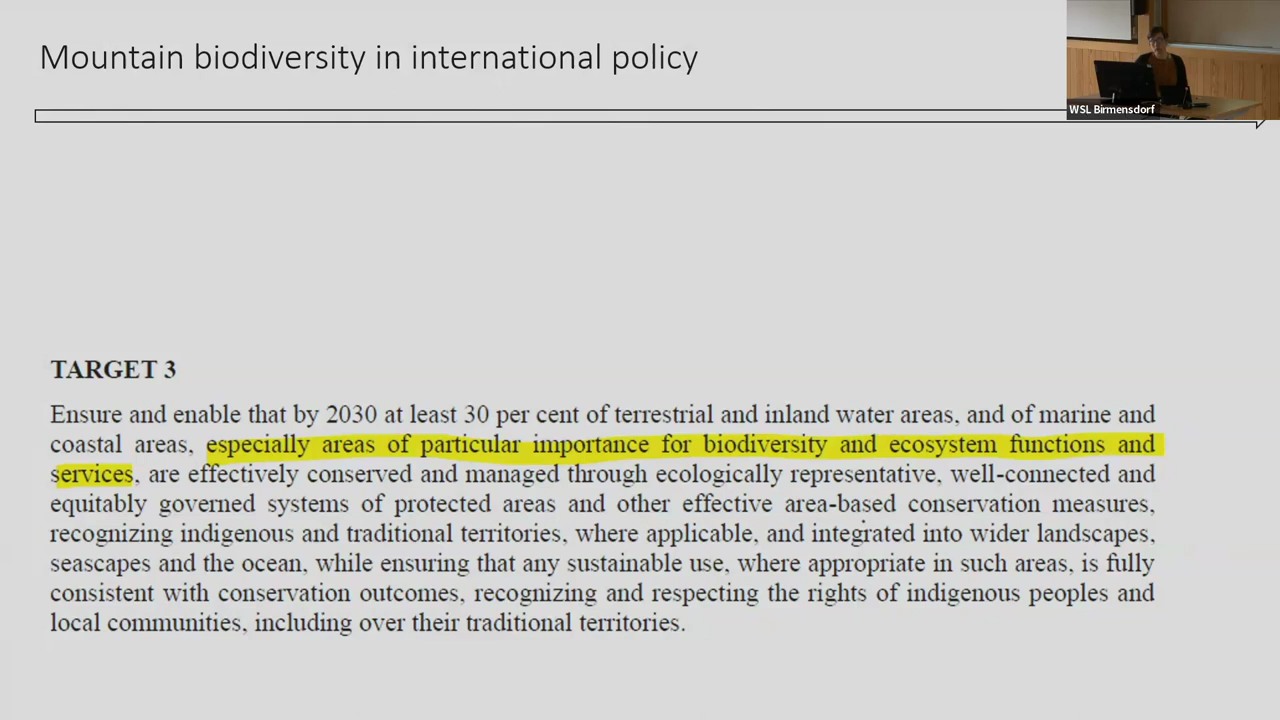 Mountain biodiversity in international policy
WSL Birmensdorf
TARGET 3
Ensure and enable that by 2030 at least 30 per cent of terrestrial and inland water areas, and of marine and
coastal areas, especially areas of particular importance for biodiversity and ecosystem functions and
services, are effectively conserved and managed through ecologically representative, well-connected and
equitably governed systems of protected areas and other effective area-based conservation measures,
recognizing indigenous and traditional territories, where applicable, and integrated into wider landscapes,
seascapes and the ocean, while ensuring that any sustainable use, where appropriate in such areas, is fully
consistent with conservation outcomes, recognizing and respecting the rights of indigenous peoples and
local communities, including over their traditional territories.